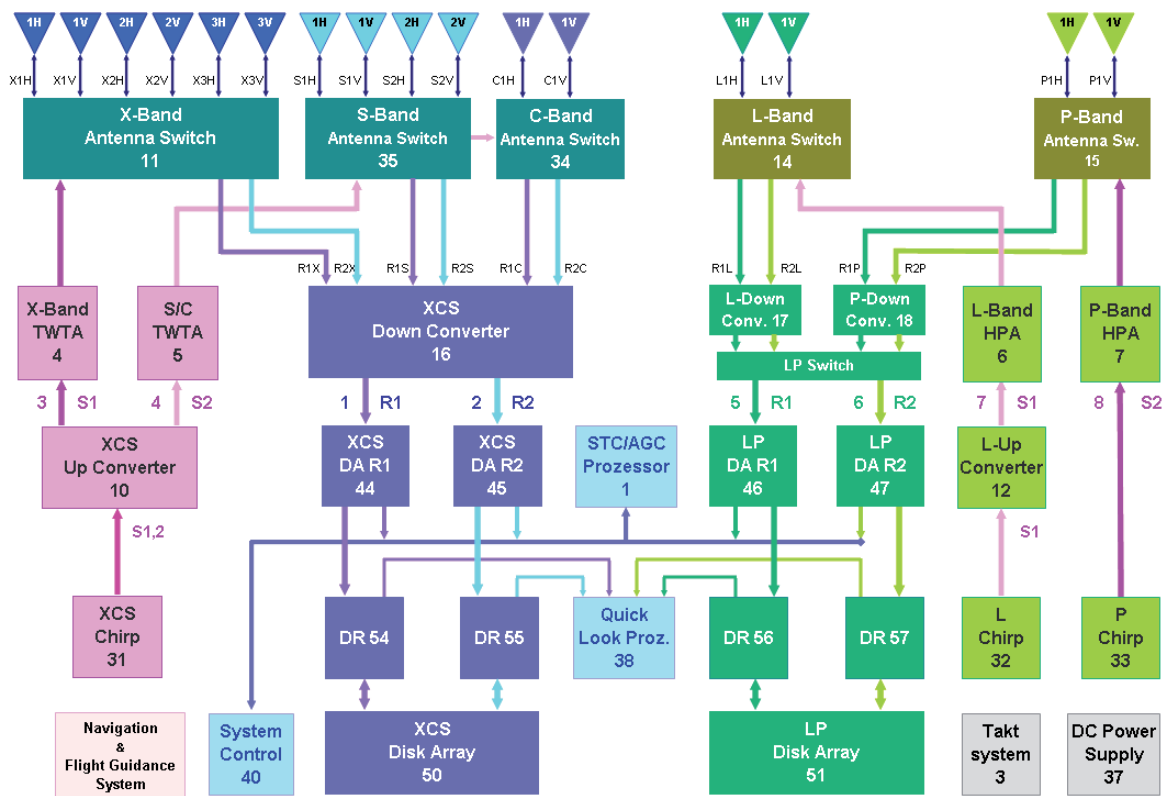 1H 1V 2H 2V 3H 3V 1H 1V 2H 2V 1H 1V 1H 1V 1H 1V
X1H X1V X2H X2V X3H X3V S1H S1V S2H S2V C1H C1V L1H L1V P1H P1V
X-Band
Antenna Switch
11
S-Band
Antenna Switch
35
C-Band
Antenna Switch
34
L-Band
Antenna Switch
14
P-Band
Antenna Sw.
15
R1X R2X R1S R2S R1C R2C R1L R2L R1P R2P
X-Band
TWTA
4
S/C
TWTA
5
XCS
Down Converter
16
L-Down
Conv. 17
P-Down
Conv. 18
LP Switch
L-Band
HPA
6
P-Band
HPA
7
3 S1 4 S2 1 R1 2 R2 5 R1 6 R2 7 S1 8 S2
XCS
Up Converter
10
XCS
DA R1
44
XCS
DA R2
45
STC/AGC
Prozessor
1
LP
DA R1
46
LP
DA R2
47
L-Up
Converter
12
S1,2
S1
XCS
Chirp
31
DR 54
DR 55
Quick
Look Proz.
38
DR 56
DR 57
L
Chirp
32
P
Chirp
33
Navigation
&
Flight Guidance
System
System
Control
40
XCS
Disk Array
50
LP
Disk Array
51
Takt
system
3
DC Power
Supply
37